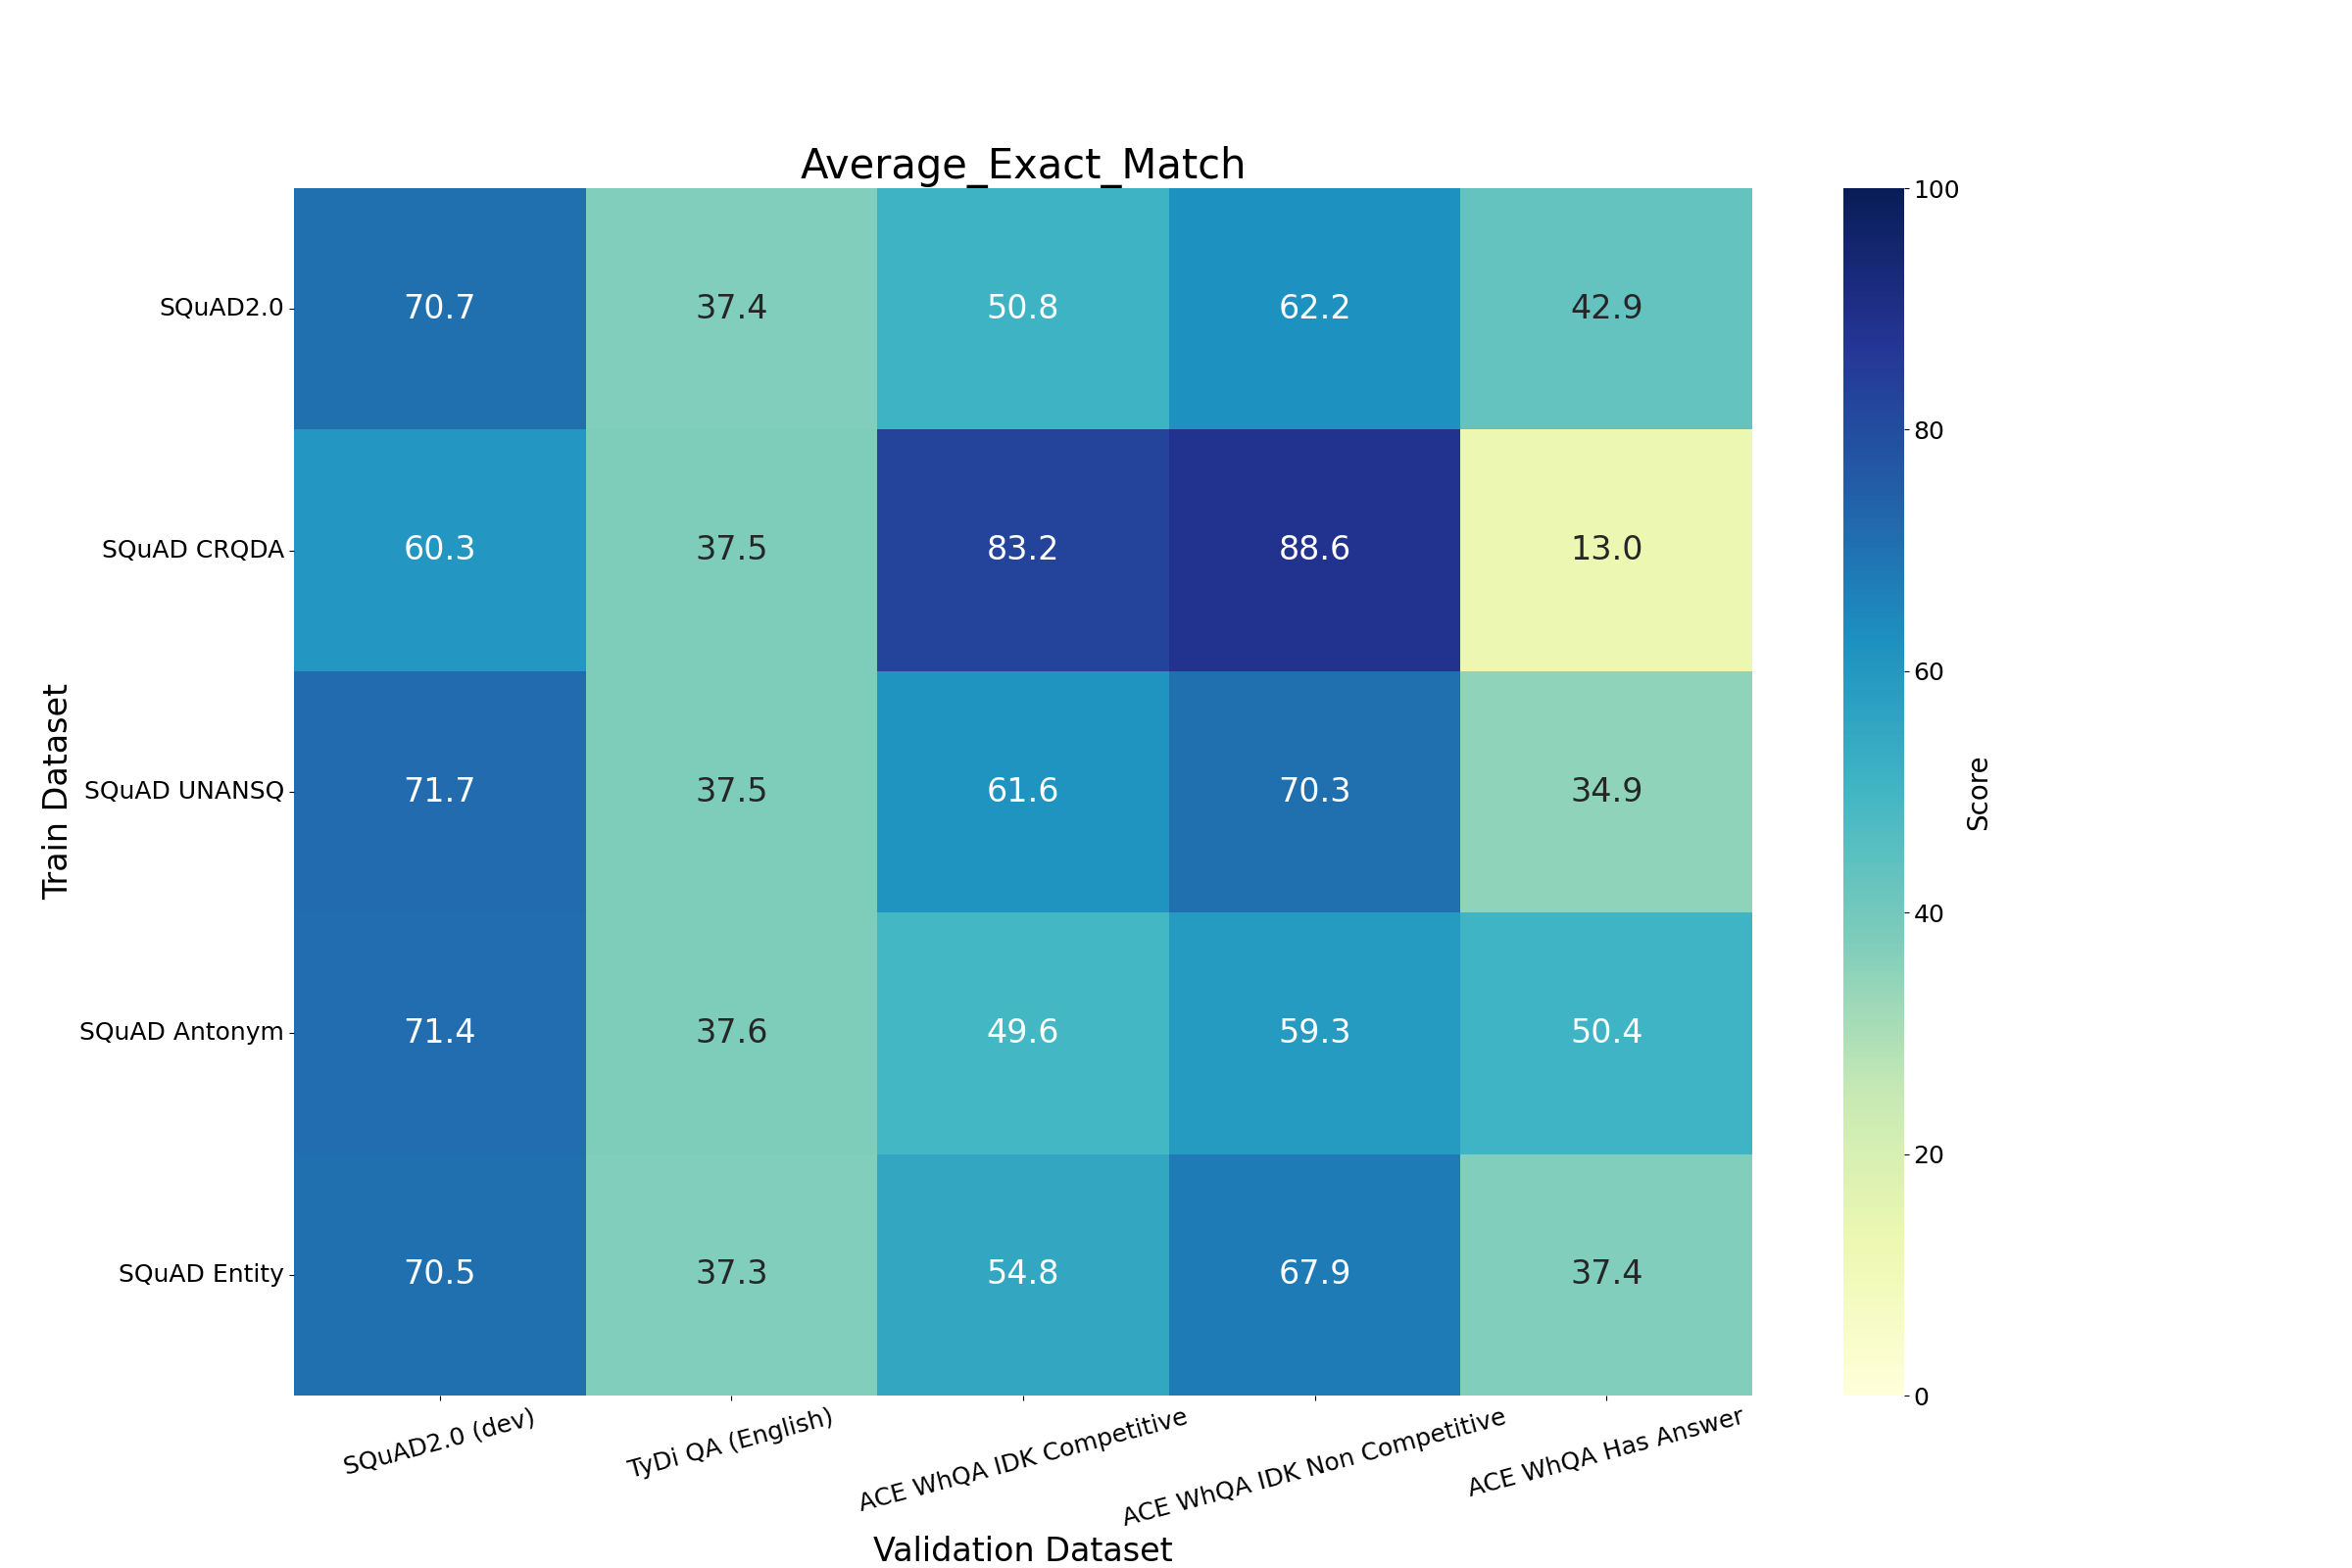 Average_Exact_Match
SQuAD2.0 70.7 37.4 50.8 62.2 42.9
SQuAD CRQDA 60.3 37.5 83.2 88.6 13.0
SQuAD UNANSQ 71.7 37.5 61.6 70.3 34.9
SQuAD Antonym 71.4 37.6 49.6 59.3 50.4
SQuAD Entity 70.5 37.3 54.8 67.9 37.4
Train Dataset
SQuAD2.0 (dev)
TyDi QA (English)
ACE WhQA IDK Competitive
ACE WhQA IDK Non Competitive
ACE WhQA Has Answer
Validation Dataset
100
80
60
40
20
0
Score